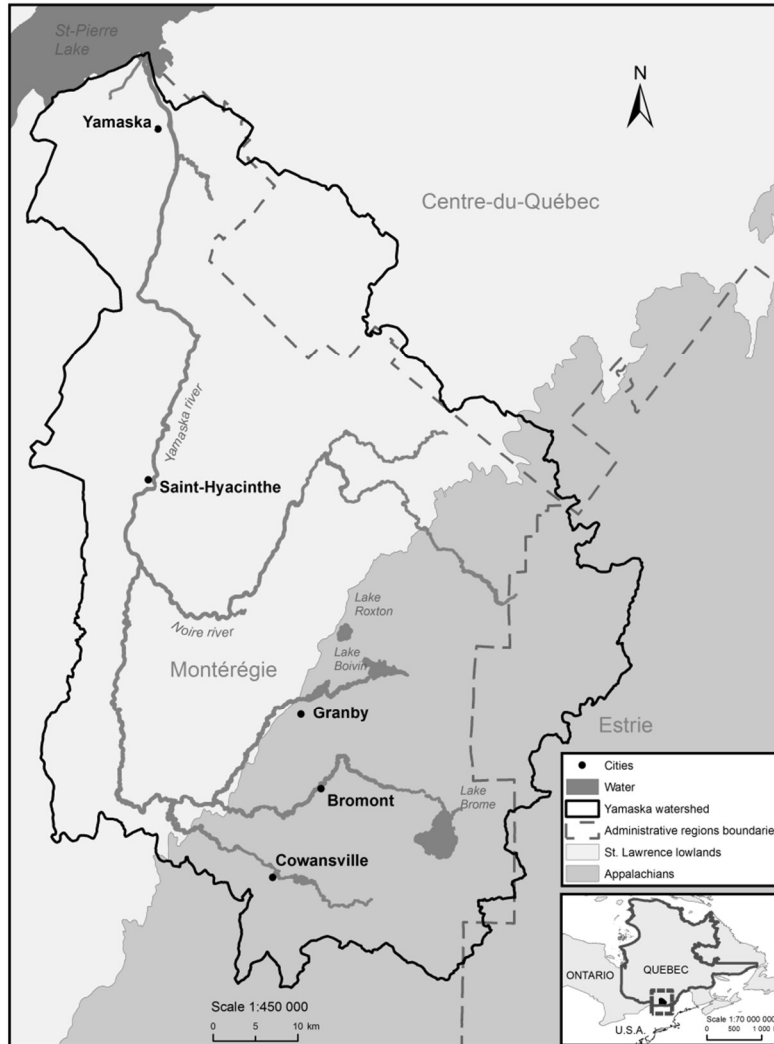 St-Pierre
Lake
N
Yamaska
Centre-du-Québec
Yamaska river
Saint-Hyacinthe
Lake
Roxton
Noire river
Lake
Boivin
Montérégie
Granby
Estrie
Bromont
Lake
Brome
Cowansville
Cities
Water
Yamaska watershed
Administrative regions boundarie
St. Lawrence lowlands
Appalachians
Scale 1:450 000
0 5 10 km
ONTARIO
QUEBEC
U.S.A.
Scale 1:70 000 000
0 500 1 000